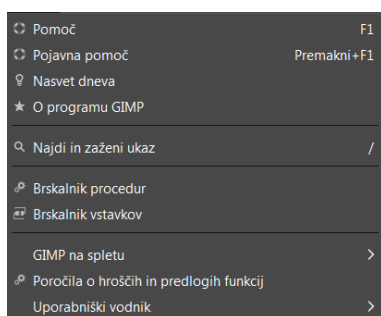 Pomoč F1
Pojavna pomoč Premakni+F1
Nasvet dneva
O programu GIMP
Najdi in zaženi ukaz /
Brskalnik procedur
Brskalnik vstavkov
GIMP na spletu
Poročila o hroščih in predlogih funkcij
Uporabniški vodnik